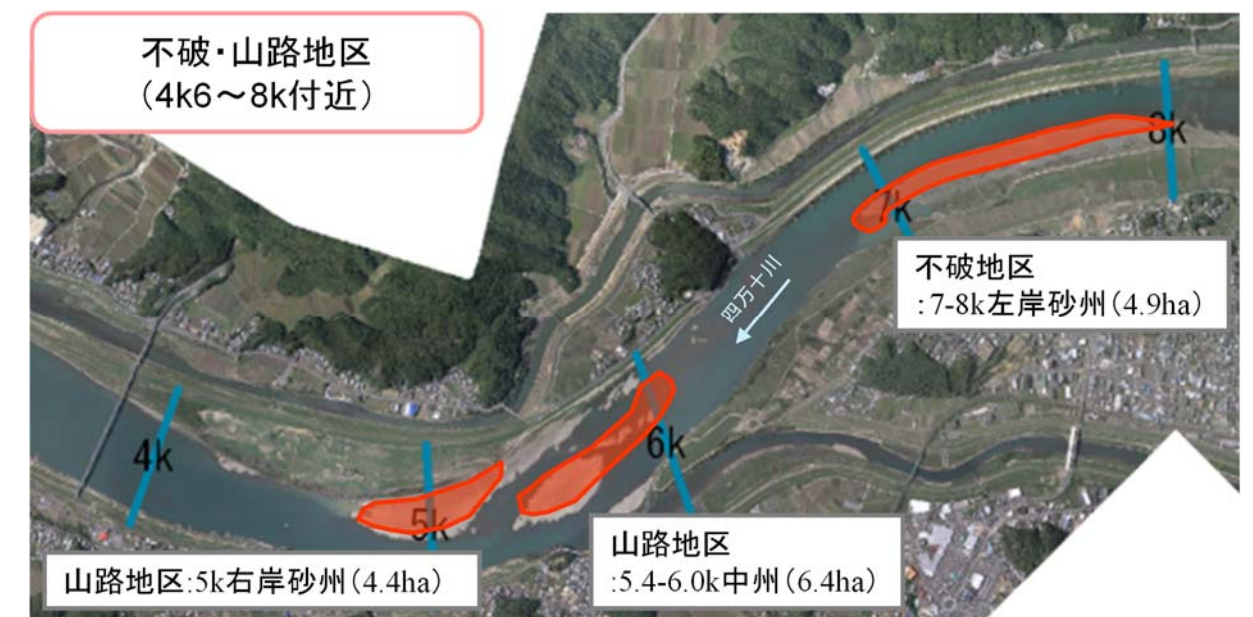 不破・山路地区
（4k6～8k付近）
8k
7k
不破地区
:7-8k左岸砂州（4.9ha）
四万十川
6k
4k
5k
山路地区
:5.4-6.0k中州（6.4ha）
山路地区:5k右岸砂州（4.4ha）